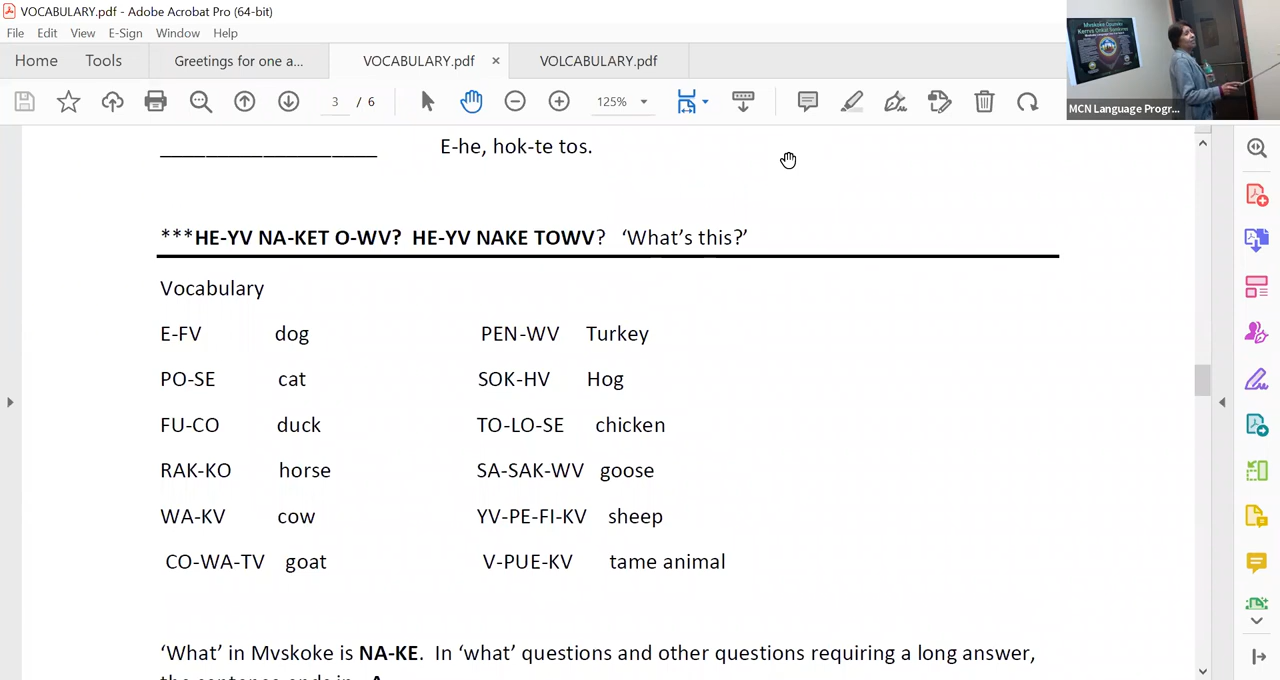 VOCABULARY.pdf - Adobe Acrobat Pro (64-bit)
File Edit View E-Sign Window Help
Home Tools Greetings for one a... VOCABULARY.pdf × VOLCABULARY.pdf
3 / 6 125%
MCN Language Progr...
E-he, hok-te tos.
***HE-YV NA-KET O-WV? HE-YV NAKE TOWV? ‘What’s this?’
Vocabulary
E-FV dog PEN-WV Turkey
PO-SE cat SOK-HV Hog
FU-CO duck TO-LO-SE chicken
RAK-KO horse SA-SAK-WV goose
WA-KV cow YV-PE-FI-KV sheep
CO-WA-TV goat V-PUE-KV tame animal
‘What’ in Mvskoke is NA-KE. In ‘what’ questions and other questions requiring a long answer,
the sentence ends in